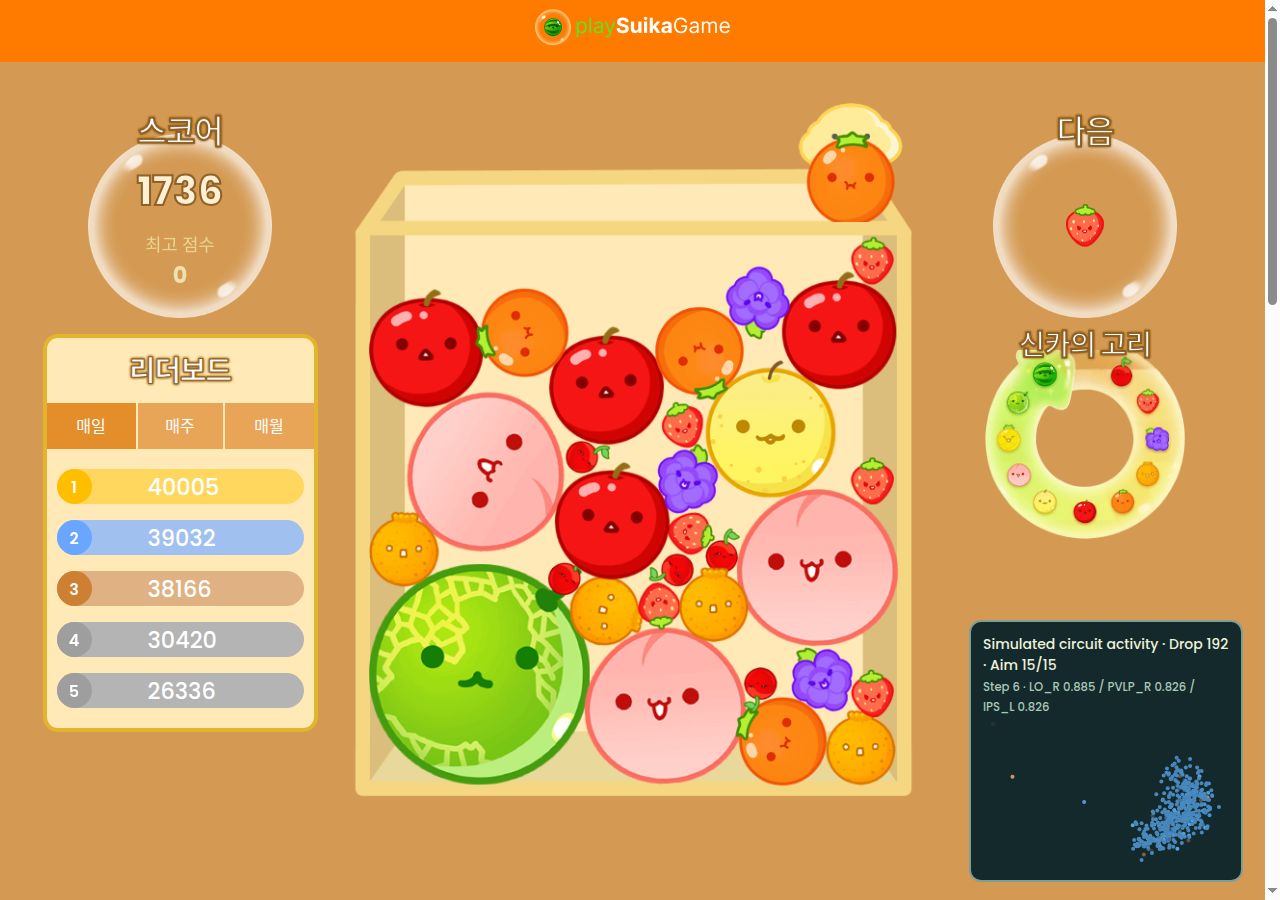 playSuikaGame
스코어
1736
최고 점수
0
리더보드
매일 매주 매월
1 40005
2 39032
3 38166
4 30420
5 26336
다음
신카의 고리
Simulated circuit activity · Drop 192
· Aim 15/15
Step 6 · LO_R 0.885 / PVLP_R 0.826 /
IPS_L 0.826